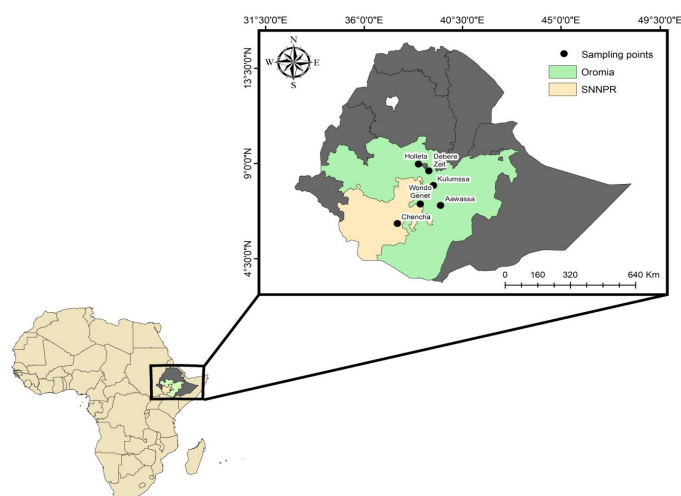 31°30'0"E 36°0'0"E 40°30'0"E 45°0'0"E 49°30'0"E
13°30'0"N
9°0'0"N
4°30'0"N
N
W E
S
Sampling points
Oromia
SNNPR
Holleta
Debere
Zeit
Kulumssa
Wondo
Genet
Aawassa
Chencha
0 160 320 640 Km